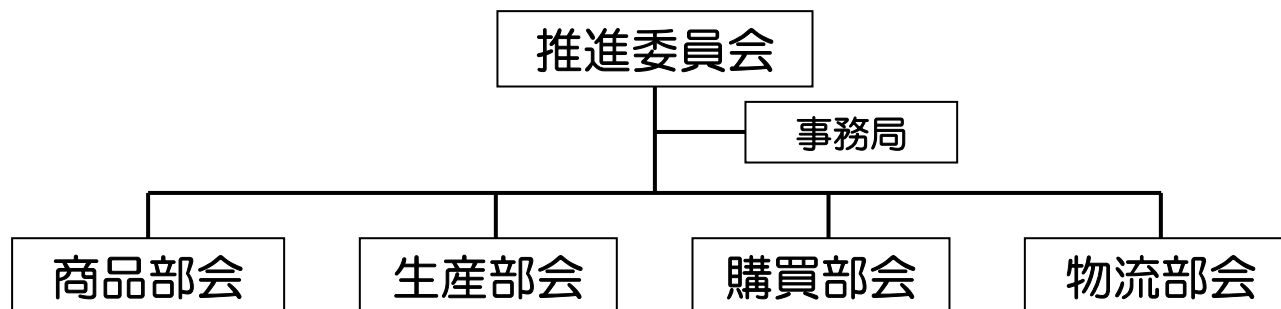 推進委員会
事務局
商品部会
生産部会
購買部会
物流部会